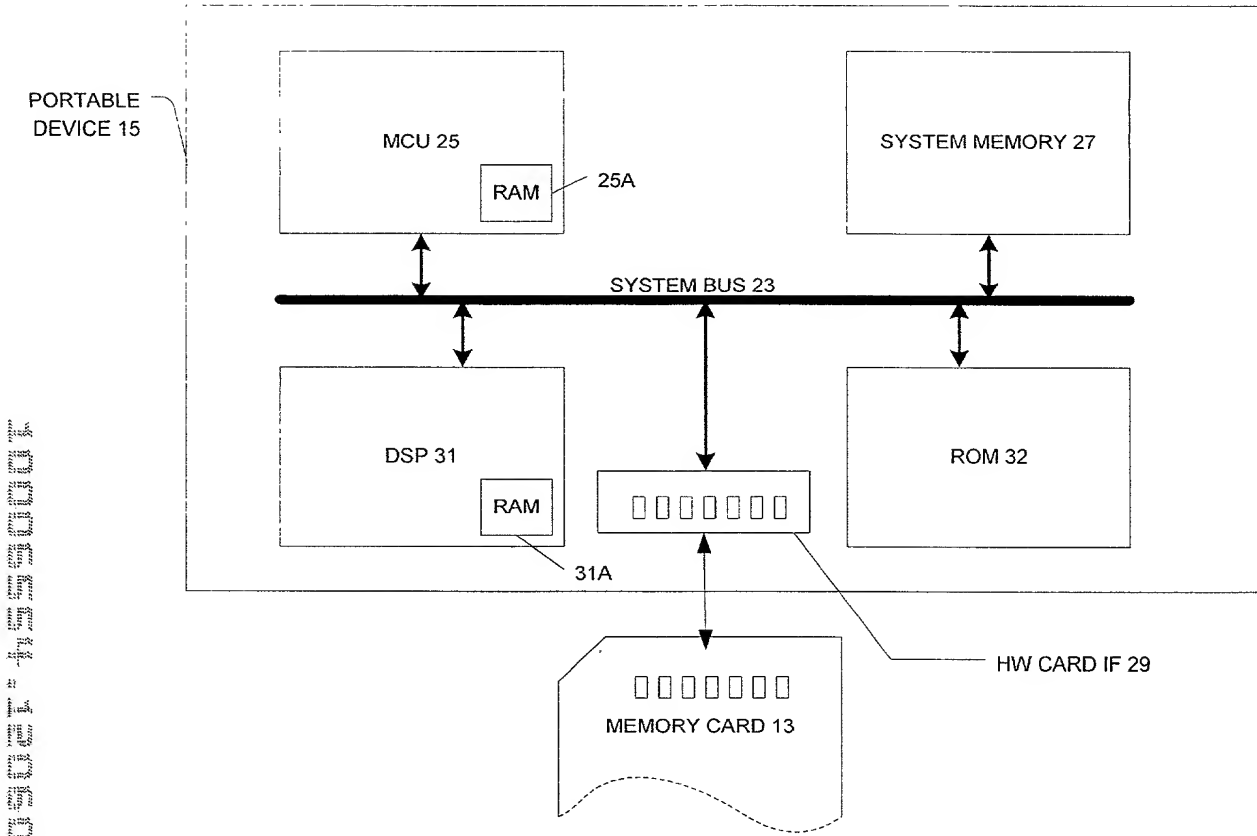 PORTABLE
DEVICE 15
MCU 25
RAM
25A
SYSTEM MEMORY 27
SYSTEM BUS 23
DSP 31
RAM
31A
ROM 32
HW CARD IF 29
MEMORY CARD 13